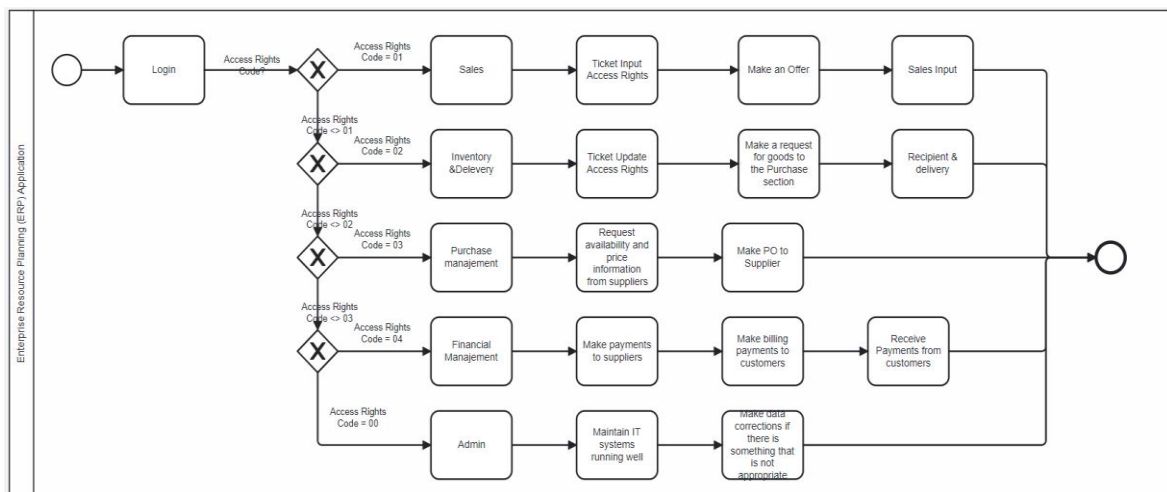 Enterprise Resource Planning (ERP) Application
Login
Access Rights
Code?
Access Rights
Code = 01
Sales
Ticket Input
Access Rights
Make an Offer
Sales Input
Access Rights
Code <> 01
Access Rights
Code = 02
Inventory
&Delevery
Ticket Update
Access Rights
Make a request
for goods to
the Purchase
section
Recipient &
delivery
Access Rights
Code <> 02
Access Rights
Code = 03
Purchase
manajement
Request
availability and
price
information
from suppliers
Make PO to
Supplier
Access Rights
Code <> 03
Access Rights
Code = 04
Financial
Manajement
Make payments
to suppliers
Make billing
payments to
customers
Receive
Payments from
customers
Access Rights
Code = 00
Admin
Maintain IT
systems
running well
Make data
corrections if
there is
something that
is not
appropriate